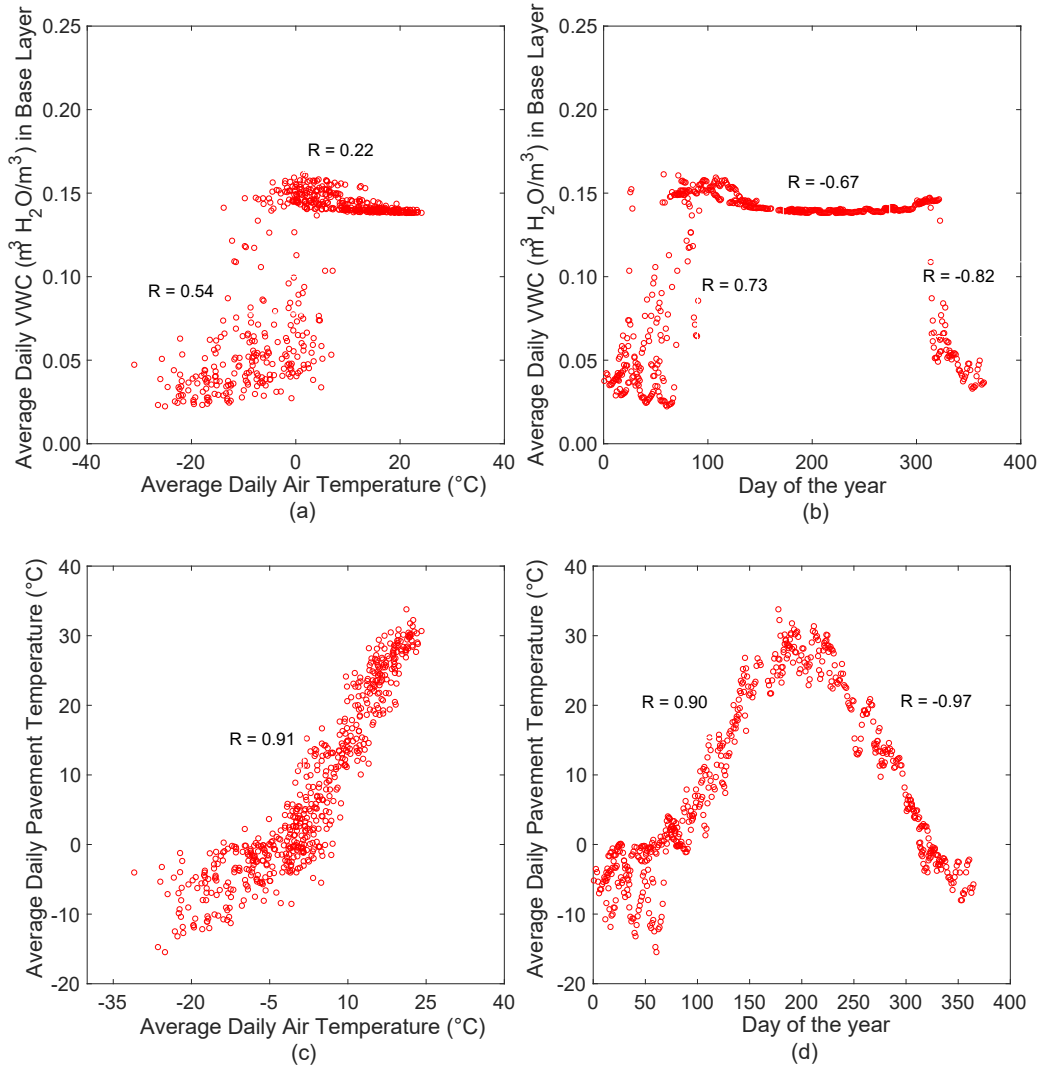 Average Daily VWC (m³ H₂O/m³) in Base Layer
0.25
0.20
0.15
0.10
0.05
0.00
R = 0.22
R = 0.54
-40
-20
0
20
40
Average Daily Air Temperature (°C)
(a)
Average Daily VWC (m³ H₂O/m³) in Base Layer
0.25
0.20
0.15
0.10
0.05
0.00
R = -0.67
R = 0.73
R = -0.82
0
100
200
300
400
Day of the year
(b)
Average Daily Pavement Temperature (°C)
40
30
20
10
0
-10
-20
R = 0.91
-35
-20
-5
10
25
40
Average Daily Air Temperature (°C)
(c)
Average Daily Pavement Temperature (°C)
40
30
20
10
0
-10
-20
R = 0.90
R = -0.97
0
50
100
150
200
250
300
350
400
Day of the year
(d)